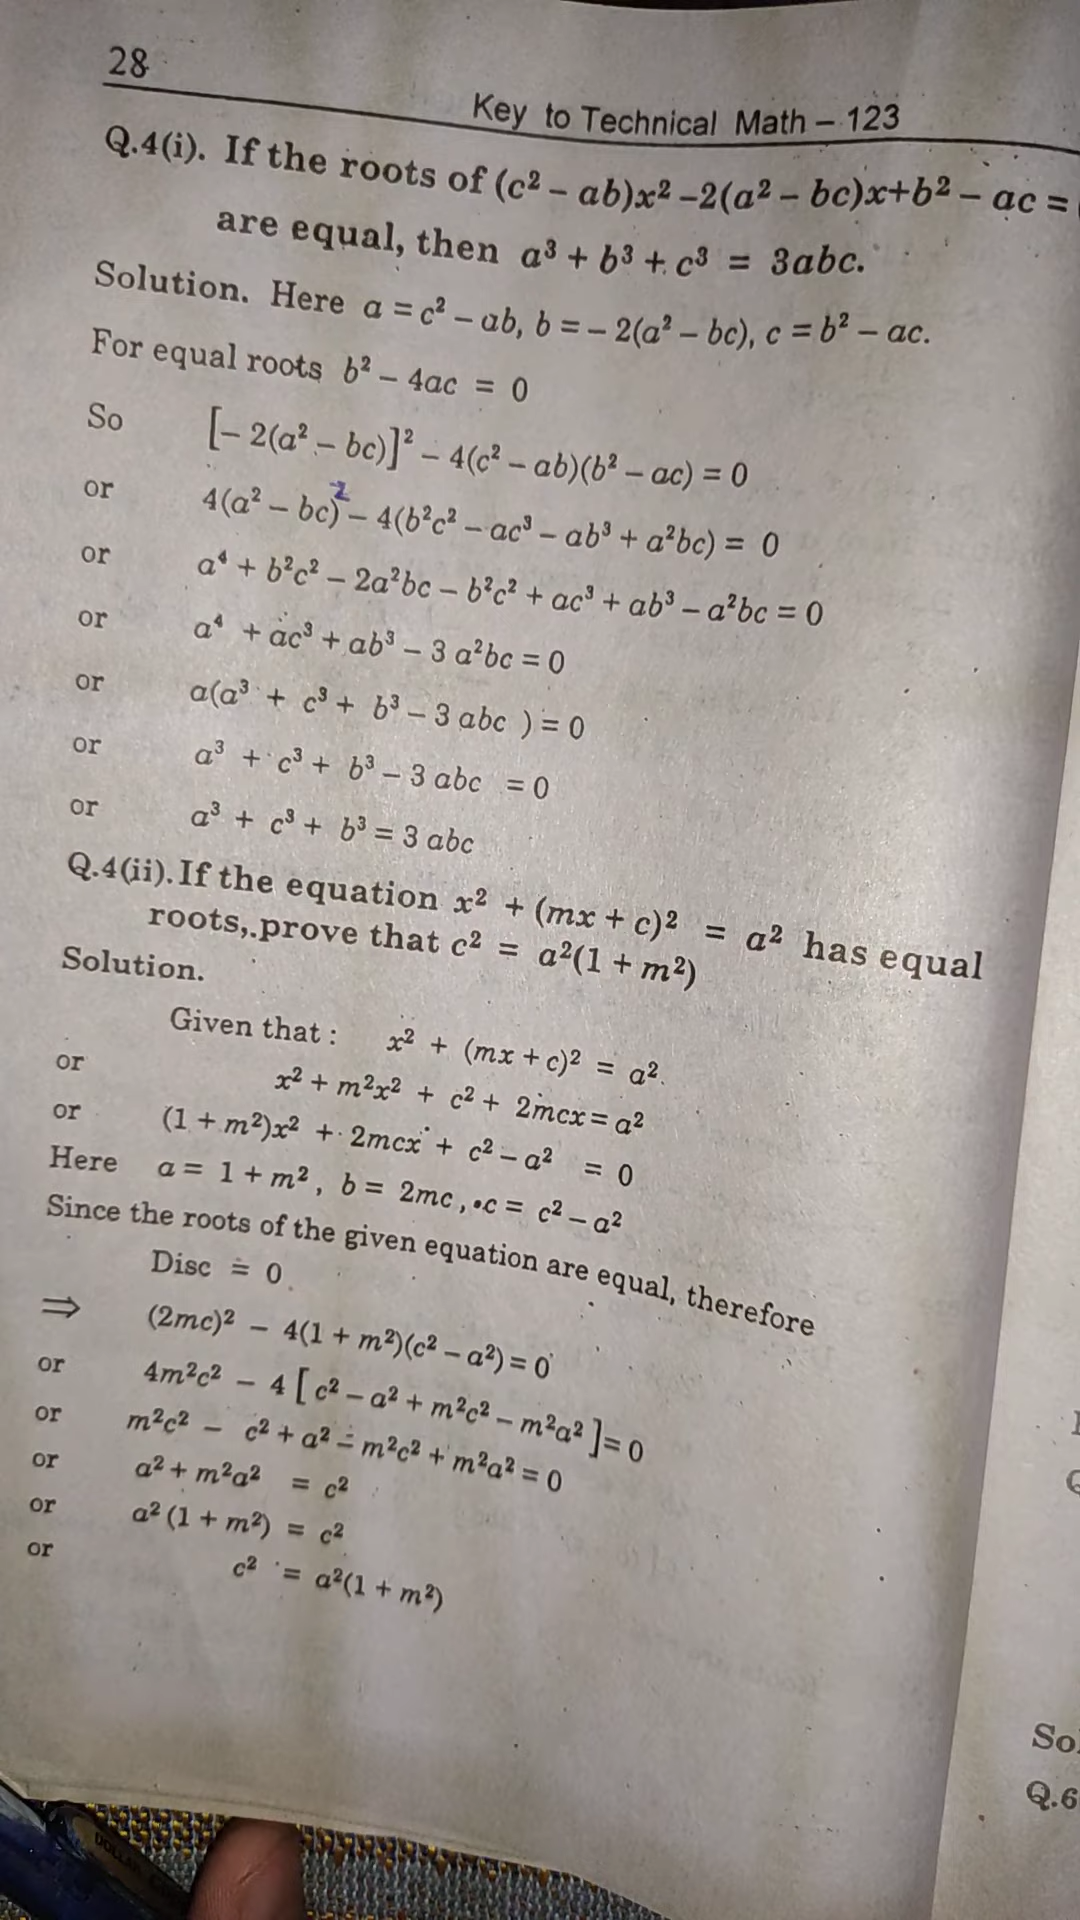 28
Key to Technical Math – 123
Q.4(i). If the roots of (c² – ab)x² –2(a² – bc)x+b² – ac =
are equal, then a³ + b³ + c³ = 3abc.
Solution. Here a = c² – ab, b = – 2(a² – bc), c = b² – ac.
For equal roots b² – 4ac = 0
So [– 2(a² – bc)]² – 4(c² – ab)(b² – ac) = 0
or 4(a² – bc)² – 4(b²c² – ac³ – ab³ + a²bc) = 0
or a⁴ + b²c² – 2a²bc – b²c² + ac³ + ab³ – a²bc = 0
or a⁴ + ac³ + ab³ – 3 a²bc = 0
or a(a³ + c³ + b³ – 3 abc ) = 0
or a³ + c³ + b³ – 3 abc = 0
or a³ + c³ + b³ = 3 abc
Q.4(ii). If the equation x² + (mx + c)² = a² has equal
roots, prove that c² = a²(1 + m²)
Solution.
Given that : x² + (mx + c)² = a².
or x² + m²x² + c² + 2mcx = a²
or (1 + m²)x² + 2mcx + c² – a² = 0
Here a = 1 + m², b = 2mc, c = c² – a²
Since the roots of the given equation are equal, therefore
Disc = 0
⇒ (2mc)² – 4(1 + m²)(c² – a²) = 0
or 4m²c² – 4 [ c² – a² + m²c² – m²a² ] = 0
or m²c² – c² + a² – m²c² + m²a² = 0
or a² + m²a² = c²
or a² (1 + m²) = c²
or c² = a²(1 + m²)
Q.6